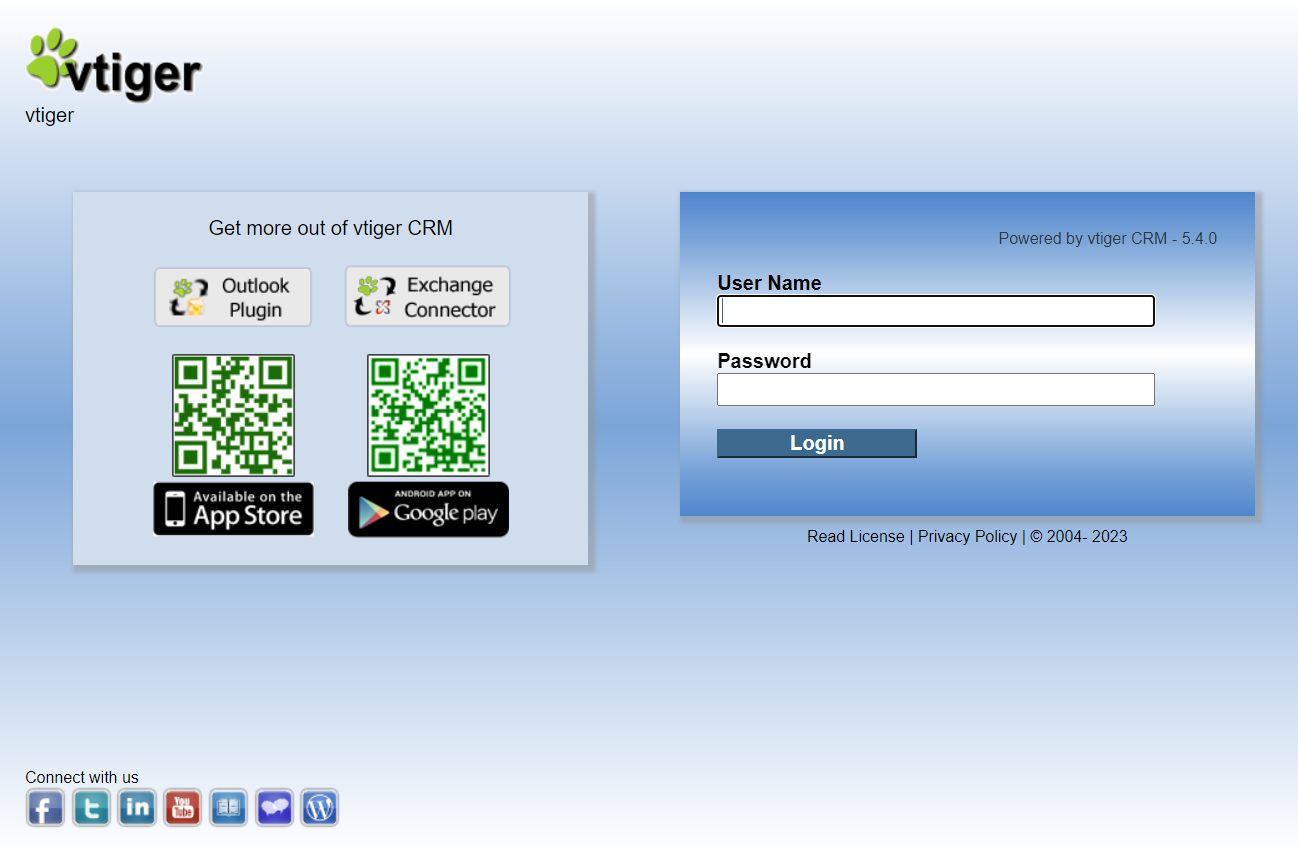 vtiger
vtiger
Get more out of vtiger CRM
Outlook
Plugin
Exchange
Connector
Available on the
App Store
ANDROID APP ON
Google play
Powered by vtiger CRM - 5.4.0
User Name
Password
Login
Read License | Privacy Policy | © 2004- 2023
Connect with us
f t in You Tube W